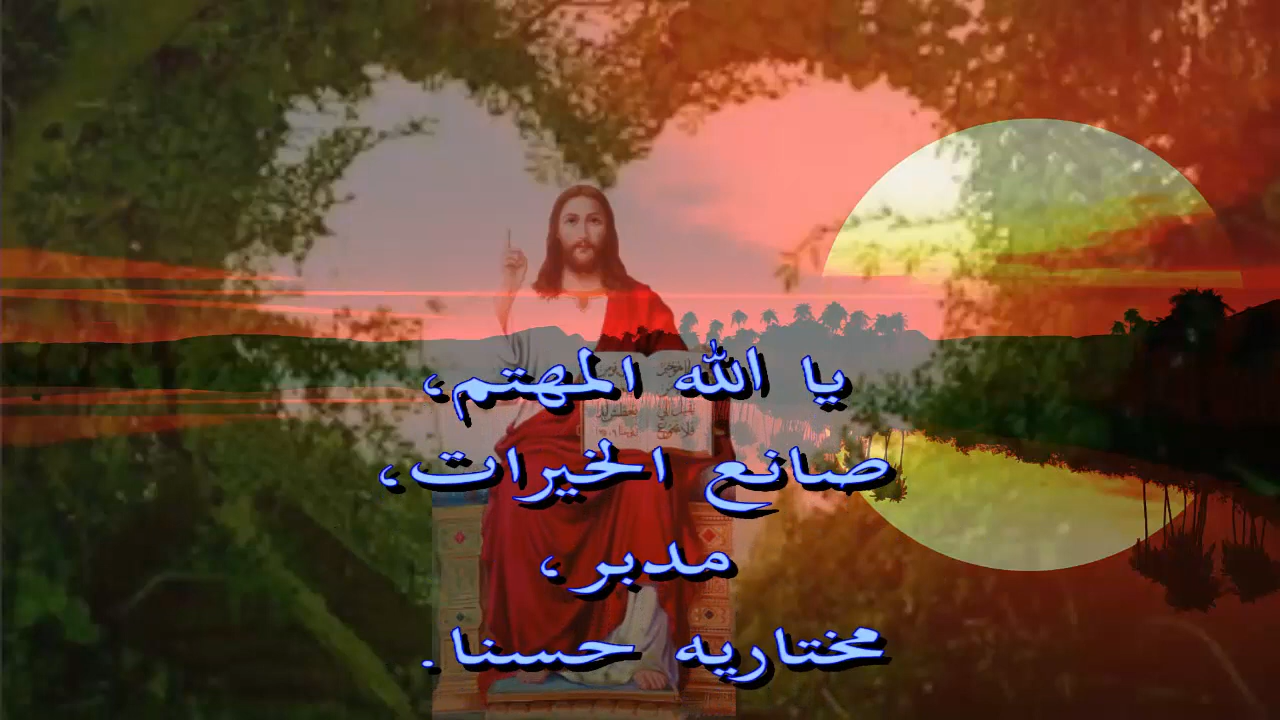 يا الله المهتم،
صانع الخيرات،
مدبر،
مختاريه حسنا.